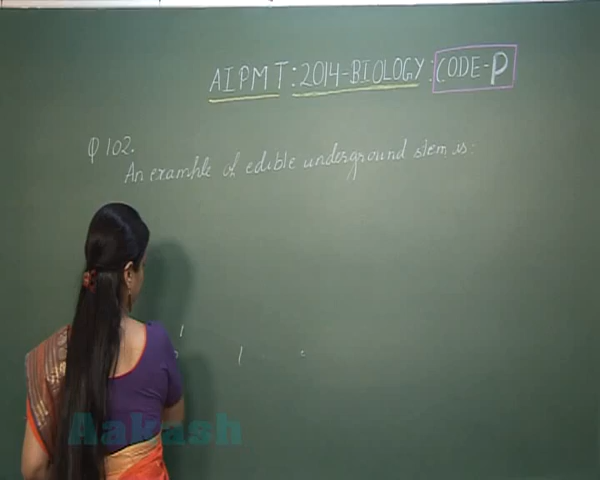 AIPMT:2014-BIOLOGY:CODE-P
Q 102.
An example of edible underground stem is:
Aakash